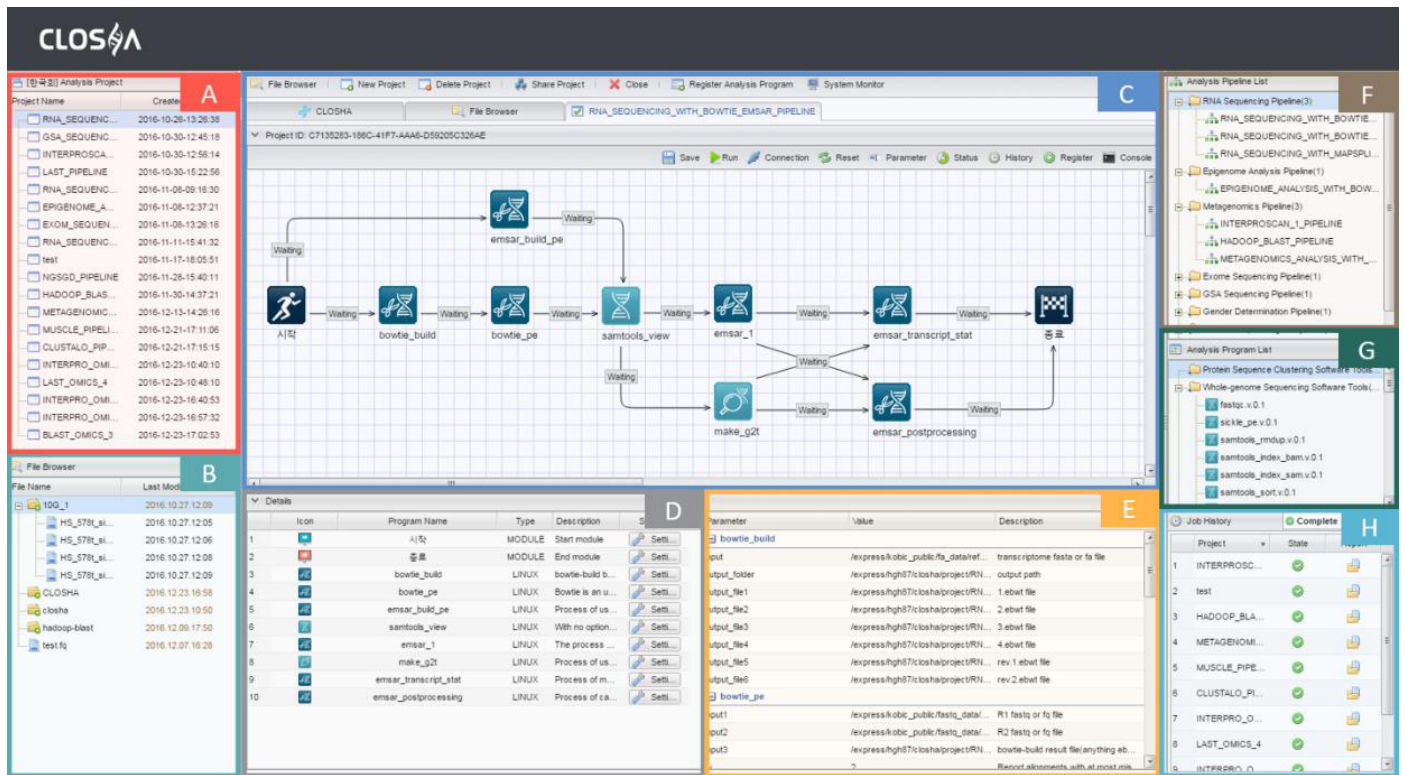 CLOSHA
[한국희] Analysis Project
A
Project Name
RNA_SEQUENC... 2016-10-26-13:26:38
GSA_SEQUENC... 2016-10-30-12:45:18
INTERPROSCA... 2016-10-30-12:56:14
LAST_PIPELINE 2016-10-30-15:22:56
RNA_SEQUENC... 2016-11-08-09:16:30
EPIGENOME_A... 2016-11-08-12:37:21
EXOM_SEQUEN... 2016-11-08-13:26:18
RNA_SEQUENC... 2016-11-11-15:41:32
test 2016-11-17-18:05:51
NGSGD_PIPELINE 2016-11-28-15:40:11
HADOOP_BLAS... 2016-11-30-14:37:21
METAGENOMIC... 2016-12-13-14:26:16
MUSCLE_PIPELI... 2016-12-21-17:11:06
CLUSTALO_PIP... 2016-12-21-17:15:15
INTERPRO_OMI... 2016-12-23-10:40:10
LAST_OMICS_4 2016-12-23-10:48:10
INTERPRO_OMI... 2016-12-23-16:40:53
INTERPRO_OMI... 2016-12-23-16:57:32
BLAST_OMICS_3 2016-12-23-17:02:53
File Browser
B
File Name
10G_1 2016.10.27.12:09
HS_578t_si... 2016.10.27.12:05
HS_578t_si... 2016.10.27.12:06
HS_578t_si... 2016.10.27.12:08
HS_578t_si... 2016.10.27.12:09
CLOSHA 2016.12.23.16:58
closha 2016.12.23.10:50
hadoop-blast 2016.12.09.17:50
test.fq 2016.12.07.16:28
File Browser New Project Delete Project Share Project Close Register Analysis Program System Monitor
C
CLOSHA File Browser RNA_SEQUENCING_WITH_BOWTIE_EMSAR_PIPELINE
Project ID: C7135283-186C-41F7-AAA6-D59205C326AE
Save Run Connection Reset Parameter Status History Register Console
Waiting
emsar_build_pe
Waiting
Waiting Waiting Waiting Waiting Waiting Waiting
시작 bowtie_build bowtie_pe samtools_view emsar_1 emsar_transcript_stat 종료
Waiting
Waiting
Waiting Waiting
make_g2t emsar_postprocessing
Details
D
Icon Program Name Type Description
1 시작 MODULE Start module Setti...
2 종료 MODULE End module Setti...
3 bowtie_build LINUX bowtie-build b... Setti...
4 bowtie_pe LINUX Bowtie is an u... Setti...
5 emsar_build_pe LINUX Process of us... Setti...
6 samtools_view LINUX With no option... Setti...
7 emsar_1 LINUX The process ... Setti...
8 make_g2t LINUX Process of us... Setti...
9 emsar_transcript_stat LINUX Process of m... Setti...
10 emsar_postprocessing LINUX Process of ca... Setti...
E
Value Description
bowtie_build
/express/kobic_public/fa_data/ref... transcriptome fasta or fa file
/express/hgh87/closha/project/RN... output path
/express/hgh87/closha/project/RN... 1.ebwt file
/express/hgh87/closha/project/RN... 2.ebwt file
/express/hgh87/closha/project/RN... 3.ebwt file
/express/hgh87/closha/project/RN... 4.ebwt file
/express/hgh87/closha/project/RN... rev.1.ebwt file
/express/hgh87/closha/project/RN... rev.2.ebwt file
bowtie_pe
/express/kobic_public/fastq_data/... R1 fastq or fq file
/express/kobic_public/fastq_data/... R2 fastq or fq file
/express/hgh87/closha/project/RN... bowtie-build result file(anything eb...
2 Report alignments with at most mis...
Analysis Pipeline List
F
RNA Sequencing Pipeline(3)
RNA_SEQUENCING_WITH_BOWTIE...
RNA_SEQUENCING_WITH_BOWTIE...
RNA_SEQUENCING_WITH_MAPSPLI...
Epigenome Analysis Pipeline(1)
EPIGENOME_ANALYSIS_WITH_BOW...
Metagenomics Pipeline(3)
INTERPROSCAN_1_PIPELINE
HADOOP_BLAST_PIPELINE
METAGENOMICS_ANALYSIS_WITH_...
Exome Sequencing Pipeline(1)
GSA Sequencing Pipeline(1)
Gender Determination Pipeline(1)
Analysis Program List
G
Protein Sequence Clustering Software Tools...
Whole-genome Sequencing Software Tools(...
fastqc.v.0.1
sickle_pe.v.0.1
samtools_rmdup.v.0.1
samtools_index_bam.v.0.1
samtools_index_sam.v.0.1
samtools_sort.v.0.1
Job History Complete
H
Project State
1 INTERPROSC...
2 test
3 HADOOP_BLA...
4 METAGENOMI...
5 MUSCLE_PIPE...
6 CLUSTALO_PI...
7 INTERPRO_O...
8 LAST_OMICS_4
9 INTERPRO_O...